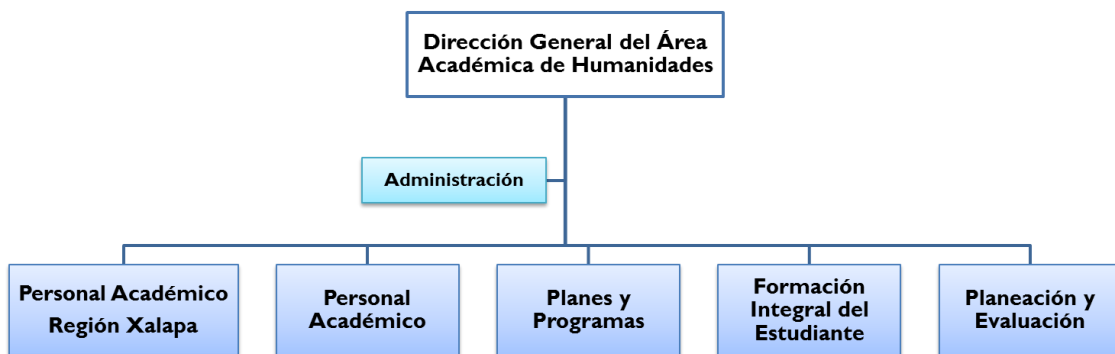 Dirección General del Área
Académica de Humanidades
Administración
Personal Académico
Región Xalapa
Personal
Académico
Planes y
Programas
Formación
Integral del
Estudiante
Planeación y
Evaluación